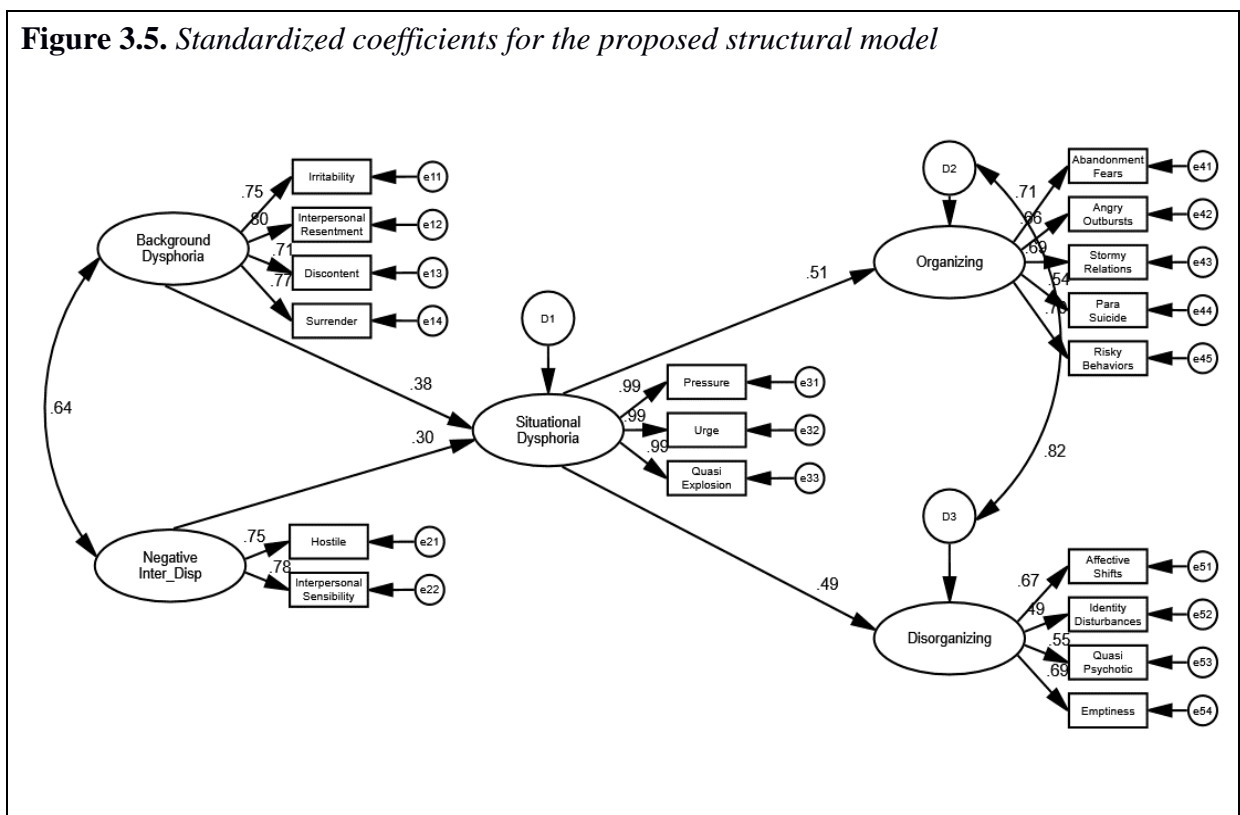 Figure 3.5. Standardized coefficients for the proposed structural model
D2
Abandonment
Fears
e41
.71
Irritability
e11
.75
.66
Angry
Outbursts
e42
.80
Interpersonal
Resentment
e12
Background
Dysphoria
.69
Organizing
Stormy
Relations
e43
.71
Discontent
e13
.51
.54
.77
Para
Suicide
e44
Surrender
e14
D1
Risky
Behaviors
e45
.38
.99
Pressure
e31
.64
.99
Situational
Dysphoria
Urge
e32
.30
.99
Quasi
Explosion
e33
.82
D3
.75
Hostile
e21
Negative
Inter_Disp
.78
Interpersonal
Sensibility
e22
.49
.67
Affective
Shifts
e51
.49
Identity
Disturbances
e52
Disorganizing
.55
Quasi
Psychotic
e53
.69
Emptiness
e54